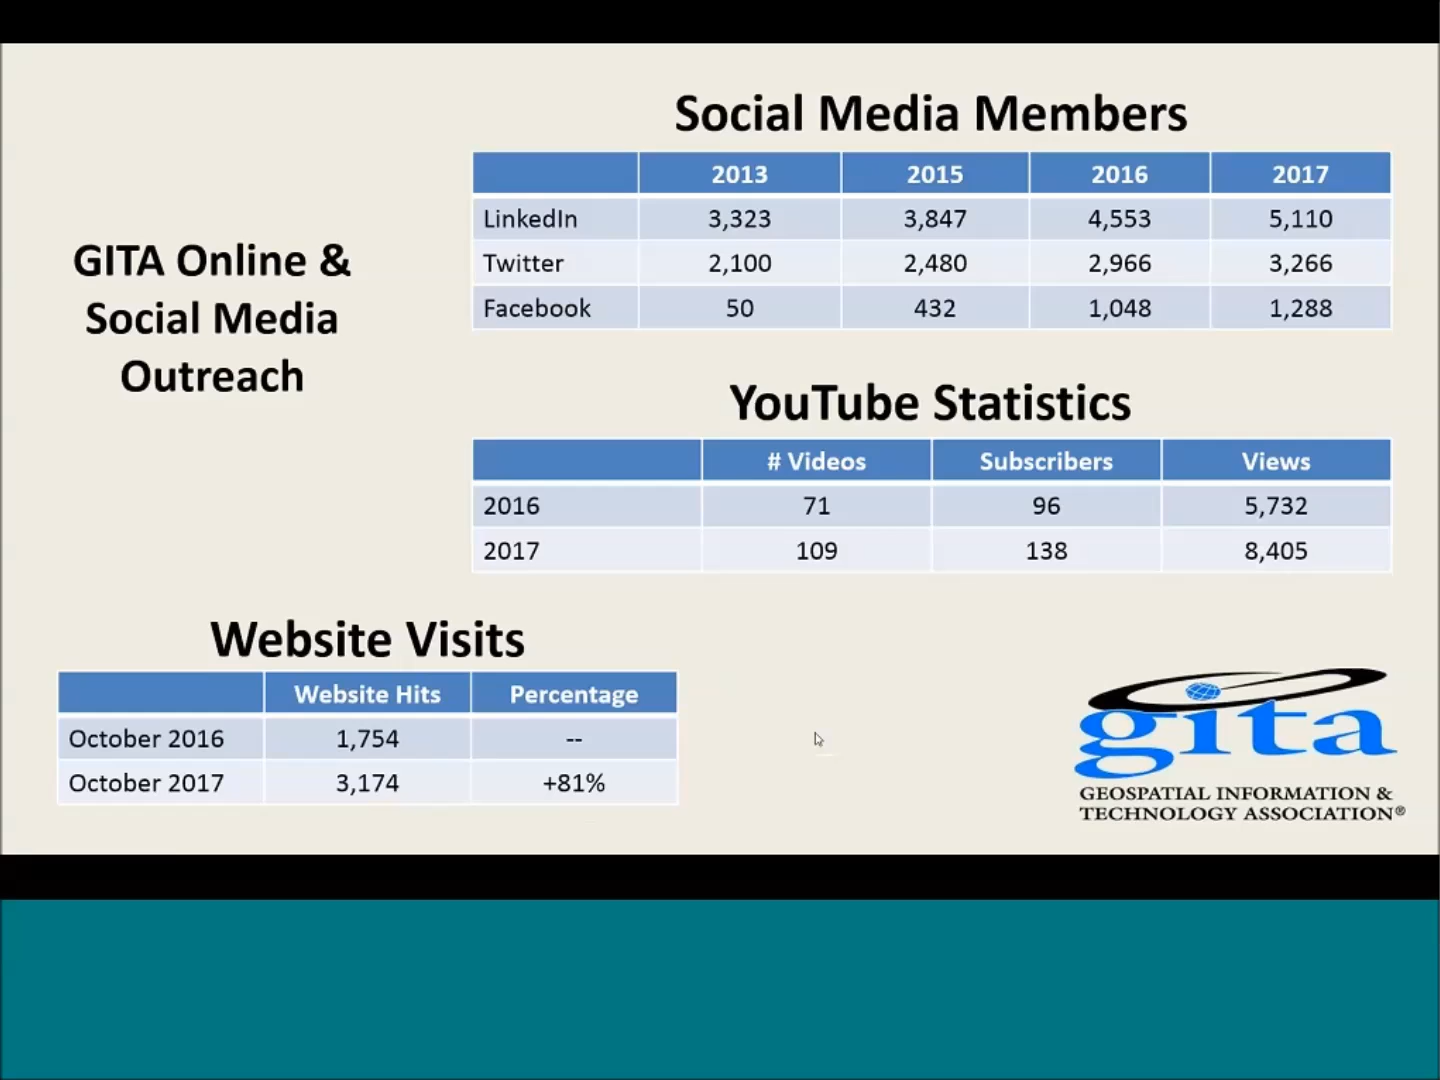 GITA Online &
Social Media
Outreach
Social Media Members
2013 2015 2016 2017
LinkedIn 3,323 3,847 4,553 5,110
Twitter 2,100 2,480 2,966 3,266
Facebook 50 432 1,048 1,288
YouTube Statistics
# Videos Subscribers Views
2016 71 96 5,732
2017 109 138 8,405
Website Visits
Website Hits Percentage
October 2016 1,754 --
October 2017 3,174 +81%
gita
GEOSPATIAL INFORMATION &
TECHNOLOGY ASSOCIATION®